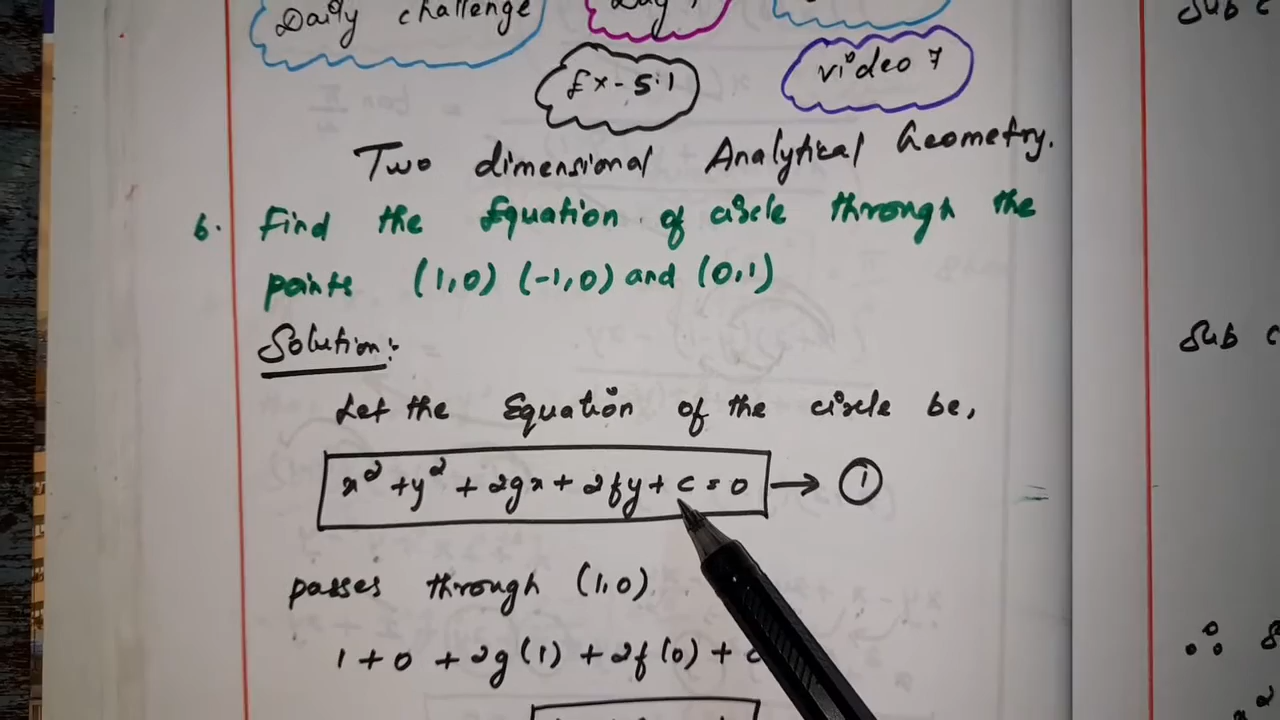 Daily challenge Day 7
Ex-5.1 video 7
Two dimensional Analytical Geometry.
6. Find the Equation of circle through the
points (1,0) (-1,0) and (0,1)
Solution:-
Let the Equation of the circle be,
x² + y² + 2gx + 2fy + c = 0 → ①
passes through (1,0)
1 + 0 + 2g(1) + 2f(0) + c
Sub c
∴